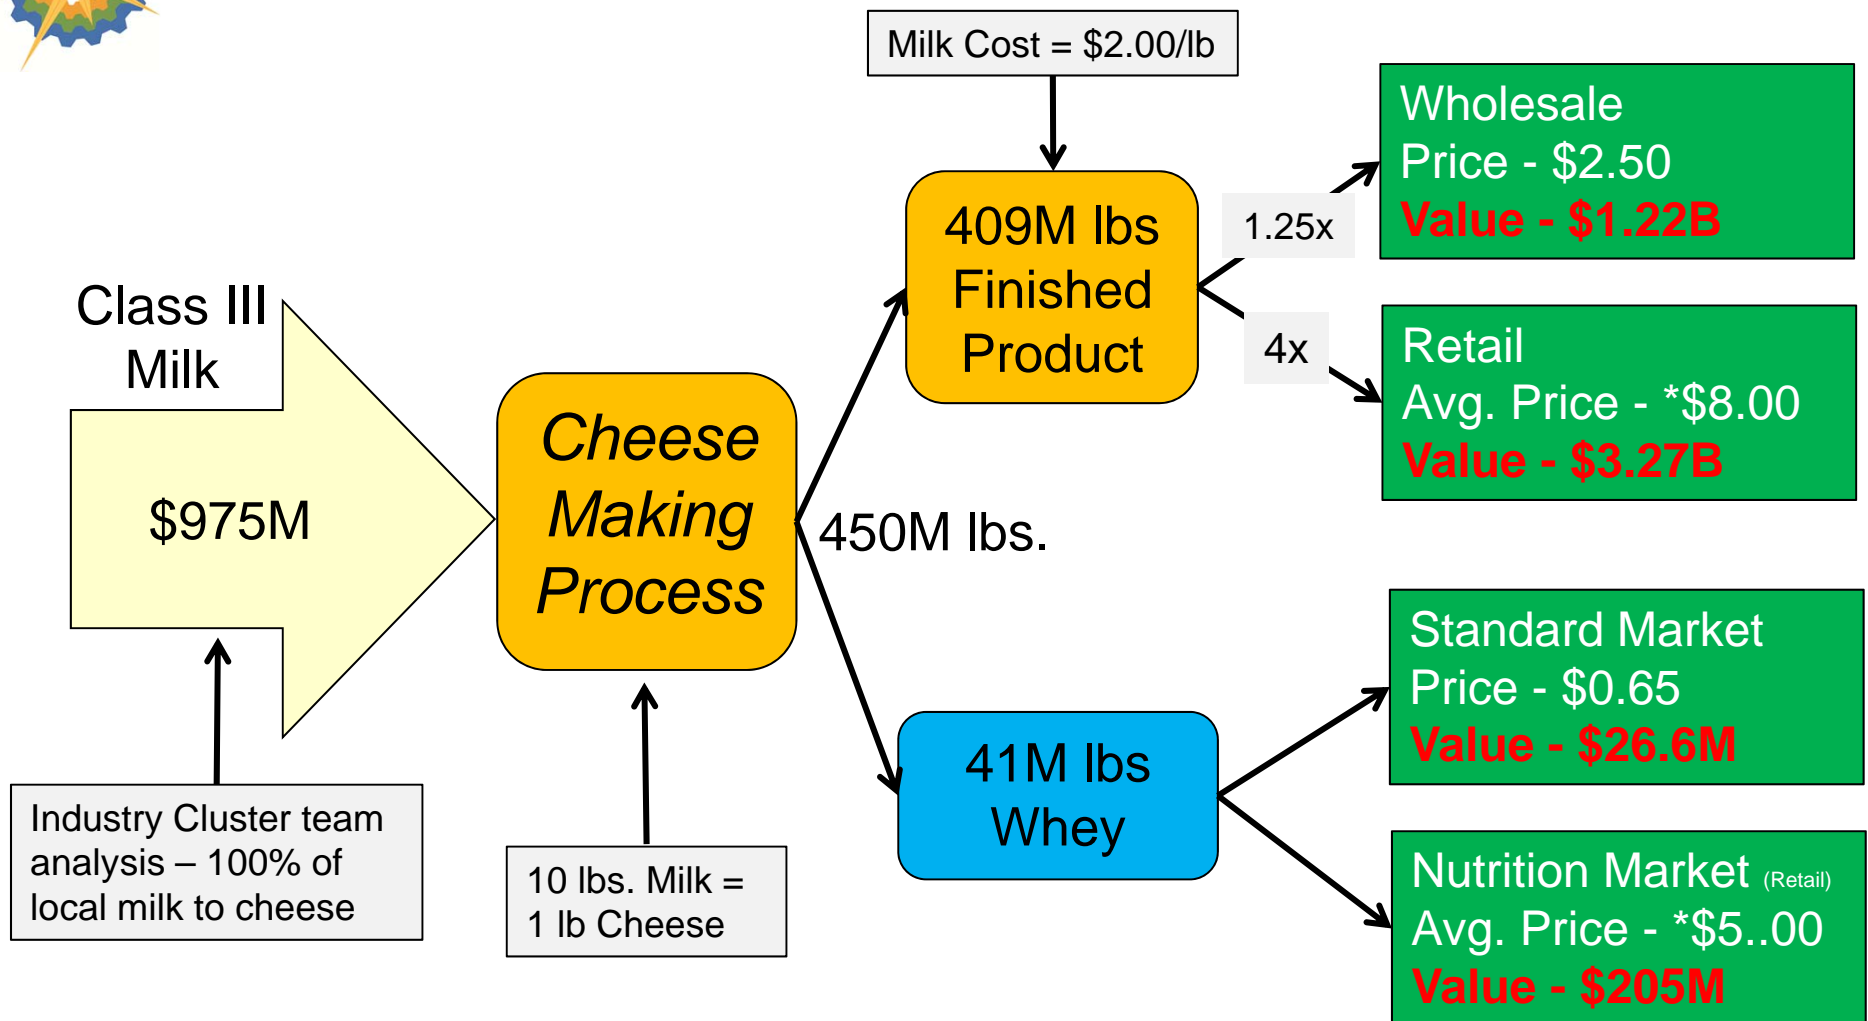 Milk Cost = $2.00/lb
Wholesale
Price - $2.50
Value - $1.22B
409M lbs
Finished
Product
1.25x
4x
Retail
Avg. Price - *$8.00
Value - $3.27B
Class III
Milk
$975M
Cheese
Making
Process
450M lbs.
Standard Market
Price - $0.65
Value - $26.6M
41M lbs
Whey
Industry Cluster team
analysis – 100% of
local milk to cheese
10 lbs. Milk =
1 lb Cheese
Nutrition Market (Retail)
Avg. Price - *$5..00
Value - $205M